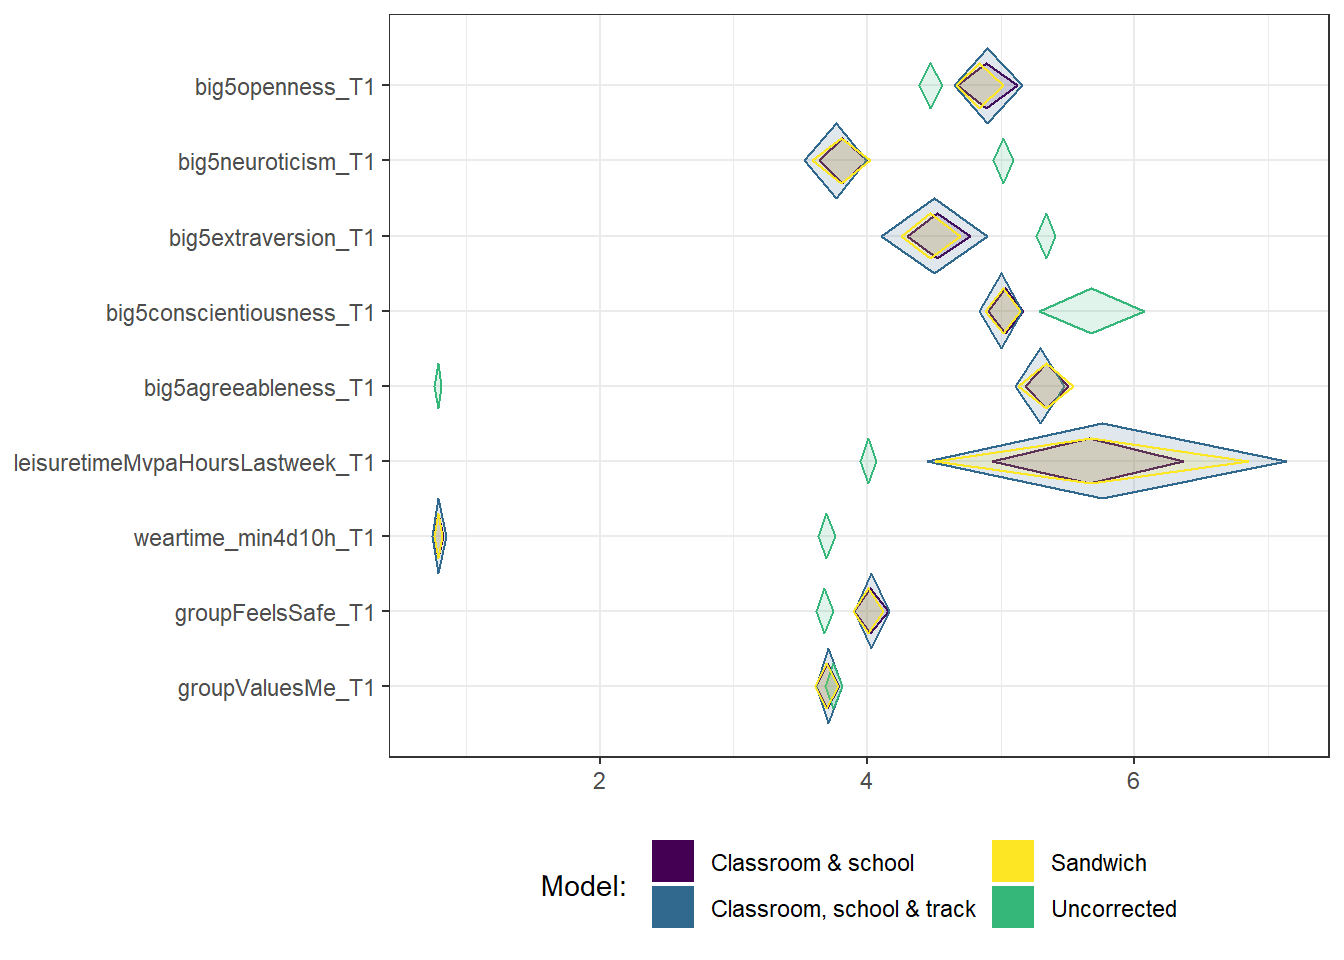 big5openness_T1
big5neuroticism_T1
big5extraversion_T1
big5conscientiousness_T1
big5agreeableness_T1
leisuretimeMvpaHoursLastweek_T1
weartime_min4d10h_T1
groupFeelsSafe_T1
groupValuesMe_T1
2 4 6
Model:
Classroom & school
Classroom, school & track
Sandwich
Uncorrected